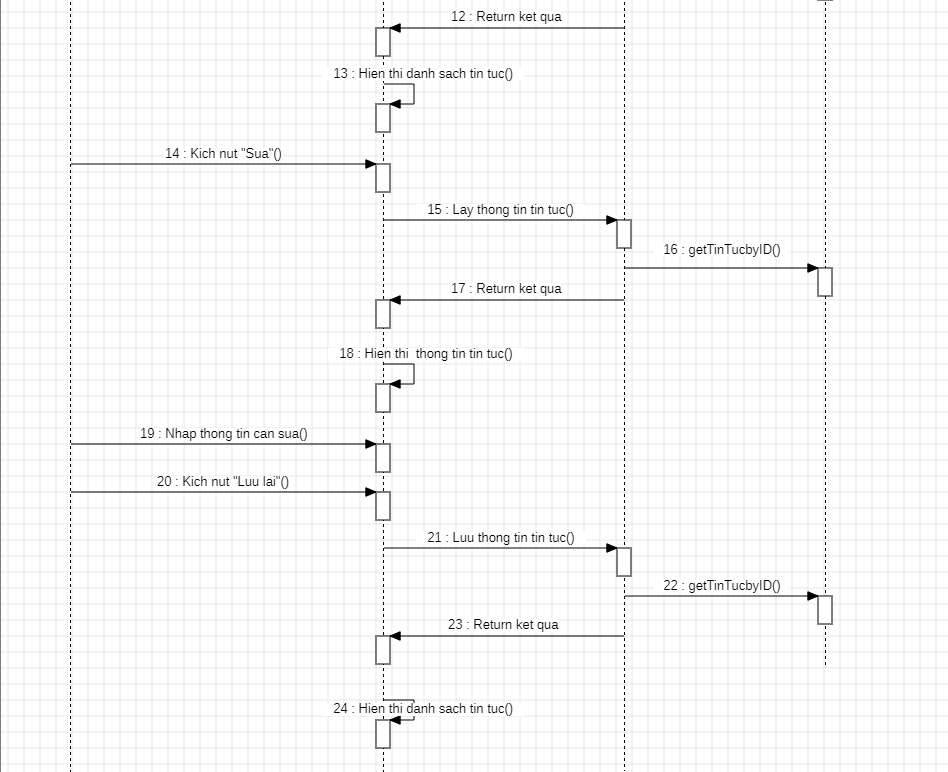 12 : Return ket qua
13 : Hien thi danh sach tin tuc()
14 : Kich nut "Sua"()
15 : Lay thong tin tin tuc()
16 : getTinTucbyID()
17 : Return ket qua
18 : Hien thi  thong tin tin tuc()
19 : Nhap thong tin can sua()
20 : Kich nut "Luu lai"()
21 : Luu thong tin tin tuc()
22 : getTinTucbyID()
23 : Return ket qua
24 : Hien thi danh sach tin tuc()